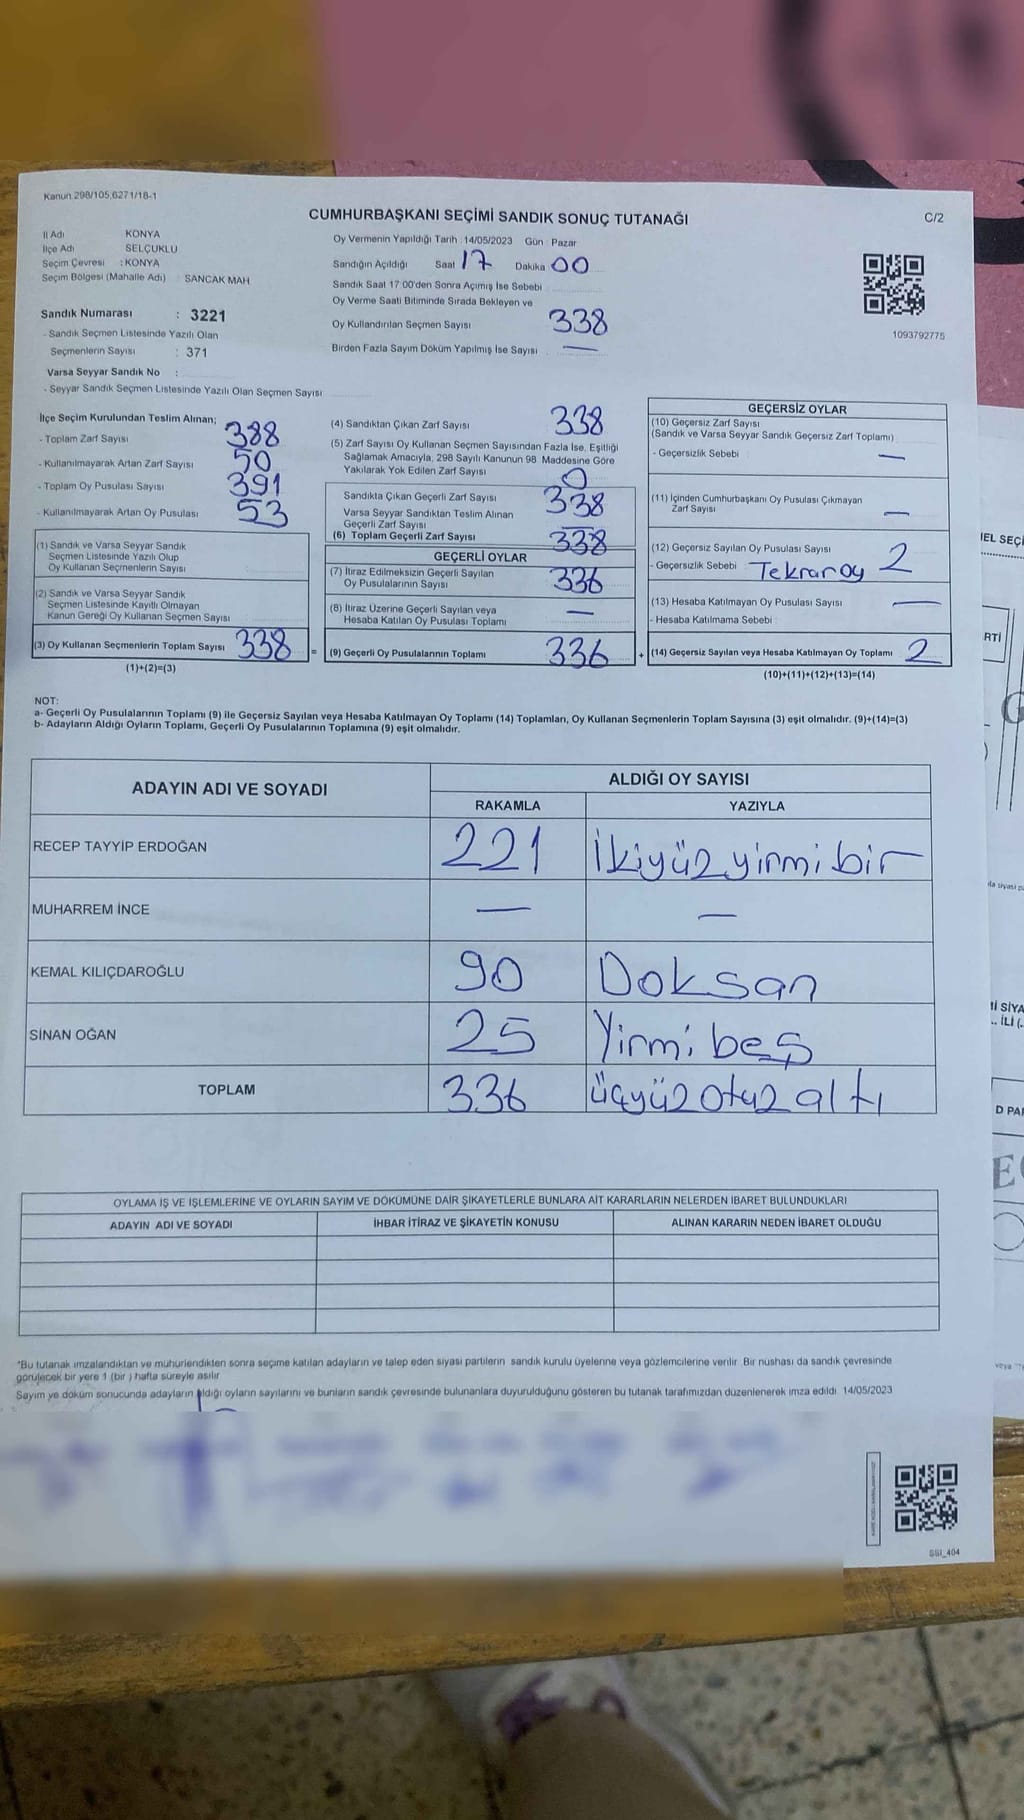 Kanun 298/105,6271/18-1
CUMHURBAŞKANI SEÇİMİ SANDIK SONUÇ TUTANAĞI
C/2
İl Adı KONYA
İlçe Adı SELÇUKLU
Seçim Çevresi : KONYA
Seçim Bölgesi (Mahalle Adı) SANCAK MAH
Sandık Numarası : 3221
- Sandık Seçmen Listesinde Yazılı Olan
Seçmenlerin Sayısı : 371
Varsa Seyyar Sandık No :
- Seyyar Sandık Seçmen Listesinde Yazılı Olan Seçmen Sayısı
Oy Vermenin Yapıldığı Tarih :14/05/2023 Gün : Pazar
Sandığın Açıldığı Saat 17 Dakika 00
Sandık Saat 17:00'den Sonra Açımış İse Sebebi
Oy Verme Saati Bitiminde Sırada Bekleyen ve
Oy Kullandırılan Seçmen Sayısı 338
Birden Fazla Sayım Döküm Yapılmış İse Sayısı —
1093792775
İlçe Seçim Kurulundan Teslim Alınan;
- Toplam Zarf Sayısı 388
- Kullanılmayarak Artan Zarf Sayısı 50
- Toplam Oy Pusulası Sayısı 391
- Kullanılmayarak Artan Oy Pusulası 53
(1) Sandık ve Varsa Seyyar Sandık
Seçmen Listesinde Yazılı Olup
Oy Kullanan Seçmenlerin Sayısı
(2) Sandık ve Varsa Seyyar Sandık
Seçmen Listesinde Kayıtlı Olmayan
Kanun Gereği Oy Kullanan Seçmen Sayısı
(3) Oy Kullanan Seçmenlerin Toplam Sayısı 338 =
(1)+(2)=(3)
(4) Sandıktan Çıkan Zarf Sayısı 338
(5) Zarf Sayısı Oy Kullanan Seçmen Sayısından Fazla İse, Eşitliği
Sağlamak Amacıyla, 298 Sayılı Kanunun 98. Maddesine Göre
Yakılarak Yok Edilen Zarf Sayısı 0
Sandıkta Çıkan Geçerli Zarf Sayısı 338
Varsa Seyyar Sandıktan Teslim Alınan
Geçerli Zarf Sayısı —
(6) Toplam Geçerli Zarf Sayısı 338
GEÇERLİ OYLAR
(7) İtiraz Edilmeksizin Geçerli Sayılan
Oy Pusulalarının Sayısı 336
(8) İtiraz Üzerine Geçerli Sayılan veya
Hesaba Katılan Oy Pusulası Toplamı —
(9) Geçerli Oy Pusulalarının Toplamı 336 +
GEÇERSİZ OYLAR
(10) Geçersiz Zarf Sayısı
(Sandık ve Varsa Seyyar Sandık Geçersiz Zarf Toplamı)
- Geçersizlik Sebebi —
(11) İçinden Cumhurbaşkanı Oy Pusulası Çıkmayan
Zarf Sayısı —
(12) Geçersiz Sayılan Oy Pusulası Sayısı 2
- Geçersizlik Sebebi Tekrar oy
(13) Hesaba Katılmayan Oy Pusulası Sayısı —
- Hesaba Katılmama Sebebi
(14) Geçersiz Sayılan veya Hesaba Katılmayan Oy Toplamı 2
(10)+(11)+(12)+(13)=(14)
NOT:
a- Geçerli Oy Pusulalarının Toplamı (9) ile Geçersiz Sayılan veya Hesaba Katılmayan Oy Toplamı (14) Toplamları, Oy Kullanan Seçmenlerin Toplam Sayısına (3) eşit olmalıdır. (9)+(14)=(3)
b- Adayların Aldığı Oyların Toplamı, Geçerli Oy Pusulalarının Toplamına (9) eşit olmalıdır.
ADAYIN ADI VE SOYADI
ALDIĞI OY SAYISI
RAKAMLA YAZIYLA
RECEP TAYYİP ERDOĞAN 221 İkiyüzyirmi bir
MUHARREM İNCE — —
KEMAL KILIÇDAROĞLU 90 Doksan
SİNAN OĞAN 25 Yirmi beş
TOPLAM 336 üçyüz otuz altı
OYLAMA İŞ VE İŞLEMLERİNE VE OYLARIN SAYIM VE DÖKÜMÜNE DAİR ŞİKAYETLERLE BUNLARA AİT KARARLARIN NELERDEN İBARET BULUNDUKLARI
ADAYIN ADI VE SOYADI İHBAR İTİRAZ VE ŞİKAYETİN KONUSU ALINAN KARARIN NEDEN İBARET OLDUĞU
*Bu tutanak imzalandıktan ve mühürlendikten sonra seçime katılan adayların ve talep eden siyasi partilerin sandık kurulu üyelerine veya gözlemcilerine verilir. Bir nüshası da sandık çevresinde
görülecek bir yere 1 (bir ) hafta süreyle asılır.
Sayım ve döküm sonucunda adayların aldığı oyların sayılarını ve bunların sandık çevresinde bulunanlara duyurulduğunu gösteren bu tutanak tarafımızdan düzenlenerek imza edildi. 14/05/2023
SSI_404